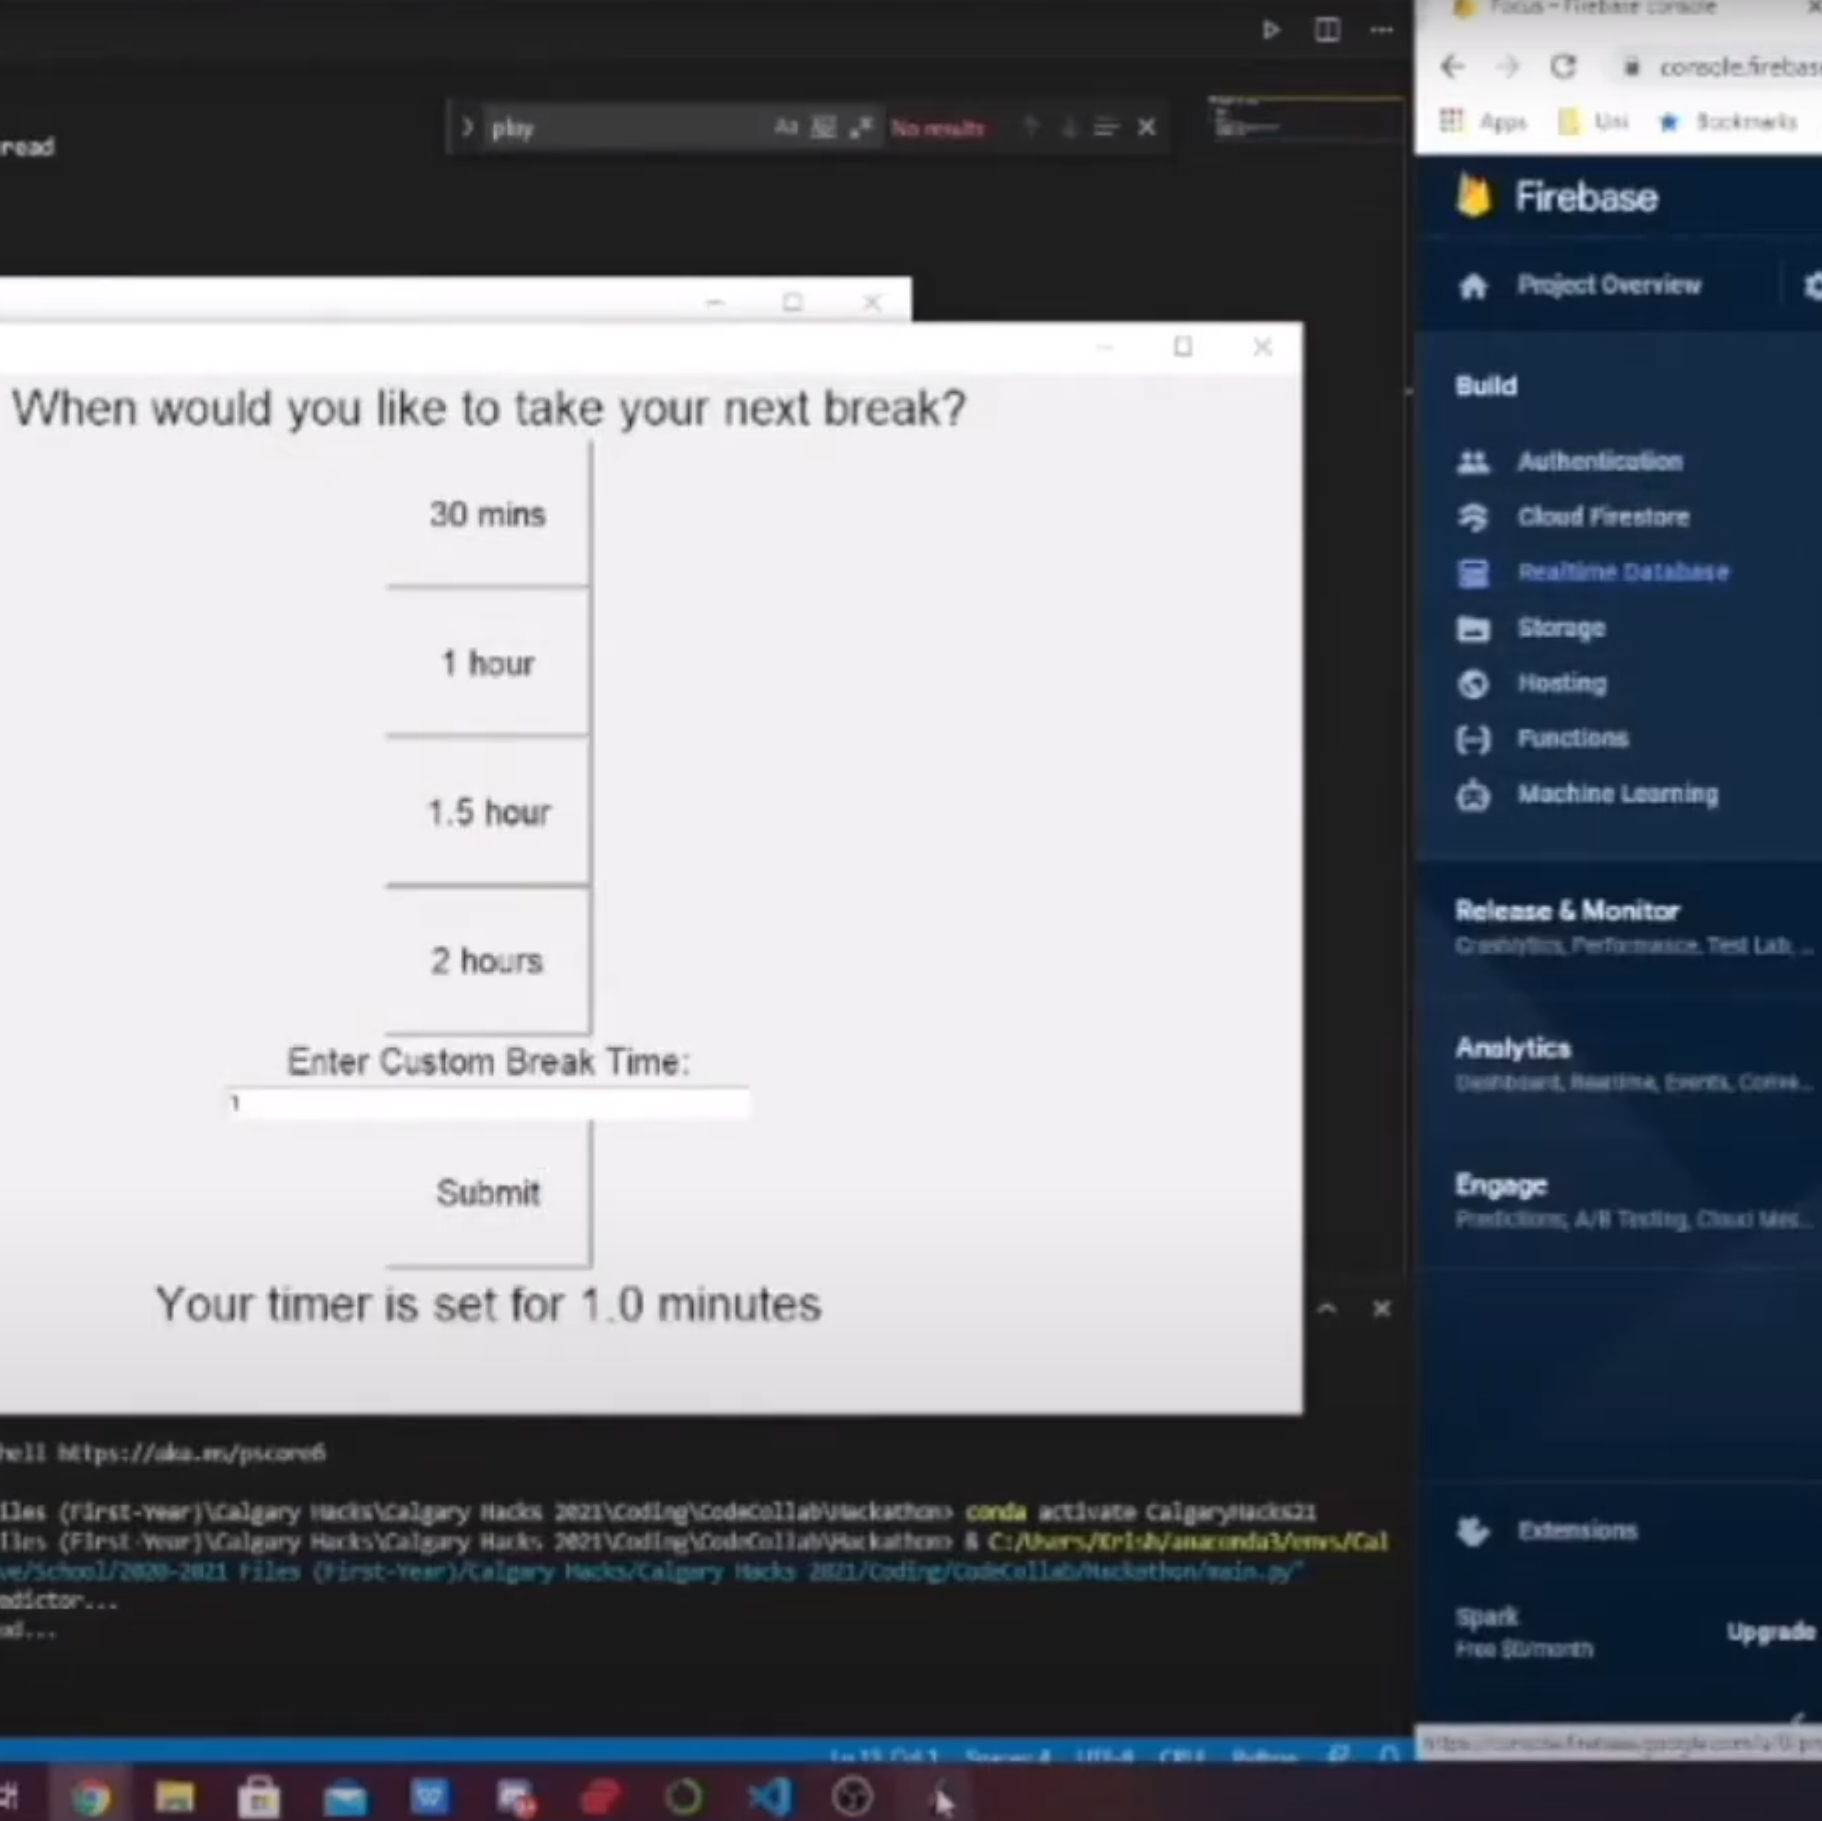 read
play
Aa
No results
When would you like to take your next break?
30 mins
1 hour
1.5 hour
2 hours
Enter Custom Break Time:
1
Submit
Your timer is set for 1.0 minutes
hell https://aka.ms/pscore6
iles (First-Year)\Calgary Hacks\Calgary Hacks 2021\Coding\CodeCollab\Hackathon> conda activate CalgaryHacks21
iles (First-Year)\Calgary Hacks\Calgary Hacks 2021\Coding\CodeCollab\Hackathon> & C:/Users/Krish/anaconda3/envs/Cal
ve/School/2020-2021 Files (First-Year)/Calgary Hacks/Calgary Hacks 2021/Coding/CodeCollab/Hackathon/main.py"
edictor...
ad...
Spaces: 4 UTF-8 CRLF Python
Focus - Firebase console
console.firebas
Apps Uni Bookmarks
Firebase
Project Overview
Build
Authentication
Cloud Firestore
Realtime Database
Storage
Hosting
Functions
Machine Learning
Release & Monitor
Crashlytics, Performance, Test Lab, ...
Analytics
Dashboard, Realtime, Events, Conve...
Engage
Predictions, A/B Testing, Cloud Mes...
Extensions
Spark
Free $0/month
Upgrade